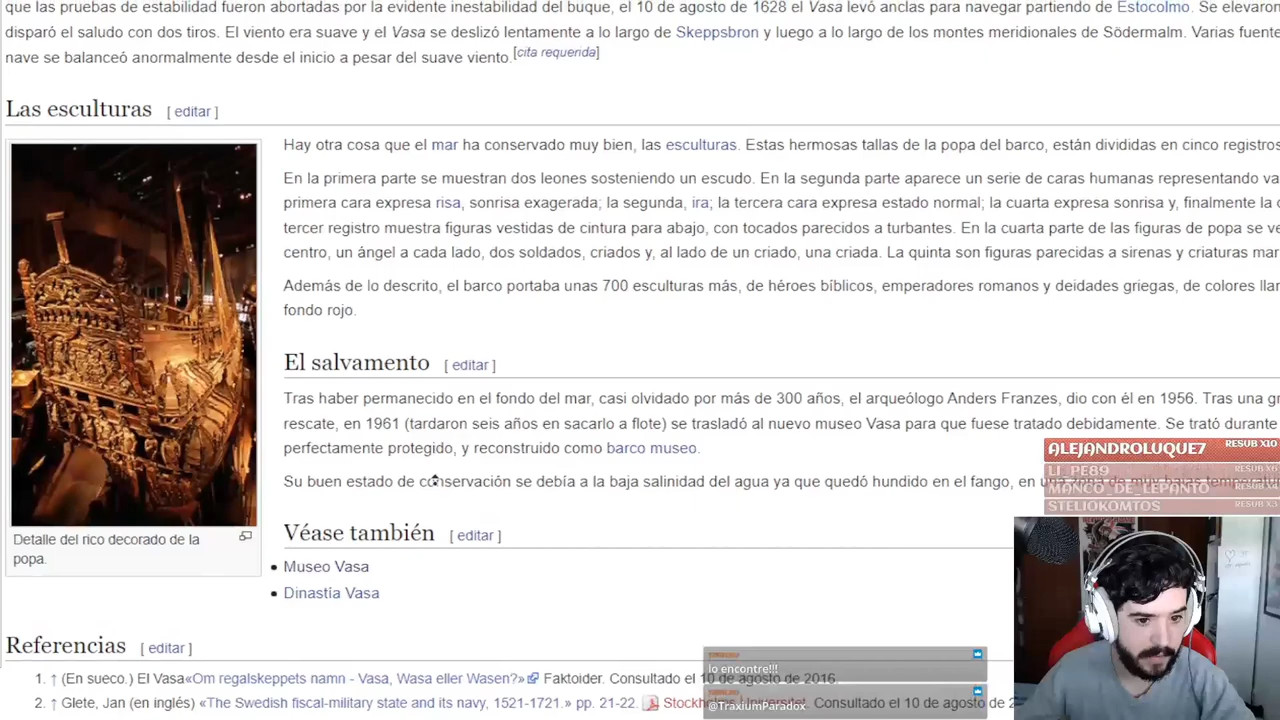 que las pruebas de estabilidad fueron abortadas por la evidente inestabilidad del buque, el 10 de agosto de 1628 el Vasa levó anclas para navegar partiendo de Estocolmo. Se elevaron
disparó el saludo con dos tiros. El viento era suave y el Vasa se deslizó lentamente a lo largo de Skeppsbron y luego a lo largo de los montes meridionales de Södermalm. Varias fuente
nave se balanceó anormalmente desde el inicio a pesar del suave viento.[cita requerida]
Las esculturas [ editar ]
Hay otra cosa que el mar ha conservado muy bien, las esculturas. Estas hermosas tallas de la popa del barco, están divididas en cinco registros
En la primera parte se muestran dos leones sosteniendo un escudo. En la segunda parte aparece un serie de caras humanas representando va
primera cara expresa risa, sonrisa exagerada; la segunda, ira; la tercera cara expresa estado normal; la cuarta expresa sonrisa y, finalmente la
tercer registro muestra figuras vestidas de cintura para abajo, con tocados parecidos a turbantes. En la cuarta parte de las figuras de popa se ve
centro, un ángel a cada lado, dos soldados, criados y, al lado de un criado, una criada. La quinta son figuras parecidas a sirenas y criaturas mar
Además de lo descrito, el barco portaba unas 700 esculturas más, de héroes bíblicos, emperadores romanos y deidades griegas, de colores llar
fondo rojo.
Detalle del rico decorado de la
popa.
El salvamento [ editar ]
Tras haber permanecido en el fondo del mar, casi olvidado por más de 300 años, el arqueólogo Anders Franzes, dio con él en 1956. Tras una g
rescate, en 1961 (tardaron seis años en sacarlo a flote) se trasladó al nuevo museo Vasa para que fuese tratado debidamente. Se trató durante
perfectamente protegido, y reconstruido como barco museo.
Su buen estado de conservación se debía a la baja salinidad del agua ya que quedó hundido en el fango, en una zona de muy bajas temperatur
ALEJANDROLUQUE7 RESUB X10
LI_PE89 RESUB X6
MANCO_DE_LEPANTO RESUB X4
STELIOKOMTOS RESUB X3
Véase también [ editar ]
Museo Vasa
Dinastía Vasa
Referencias [ editar ]
1. ↑ (En sueco.) El Vasa«Om regalskeppets namn - Vasa, Wasa eller Wasen?» Faktoider. Consultado el 10 de agosto de 2016.
2. ↑ Glete, Jan (en inglés) «The Swedish fiscal-military state and its navy, 1521-1721.» pp. 21-22. Consultado el 10 de agosto de 2
lo encontre!!!
@TraxiumParadox